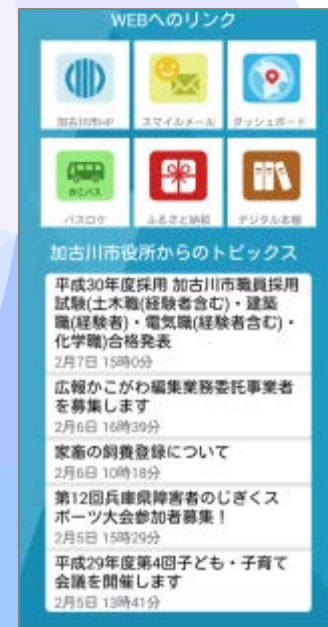 WEBへのリンク
加古川市HP
スマイルメール
ダッシュボード
かこバス
バスロケ
ふるさと納税
デジタル本棚
加古川市役所からのトピックス
平成30年度採用 加古川市職員採用
試験(土木職(経験者含む)・建築
職(経験者)・電気職(経験者含む)・
化学職)合格発表
2月7日 15時0分
広報かこがわ編集業務委託事業者
を募集します
2月6日 16時39分
家畜の飼養登録について
2月6日 10時18分
第12回兵庫県障害者のじぎくス
ポーツ大会参加者募集!
2月5日 15時29分
平成29年度第4回子ども・子育て
会議を開催します
2月5日 13時41分